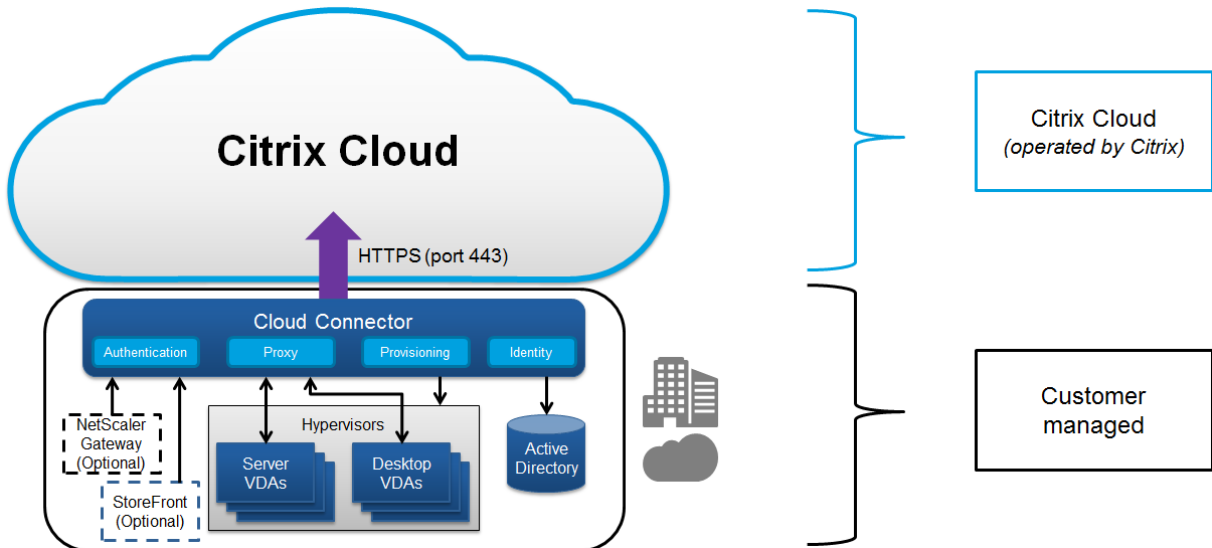 Citrix Cloud
HTTPS (port 443)
Cloud Connector
Authentication
Proxy
Provisioning
Identity
NetScaler
Gateway
(Optional)
StoreFront
(Optional)
Hypervisors
Server
VDAs
Desktop
VDAs
Active
Directory
Citrix Cloud
(operated by Citrix)
Customer
managed